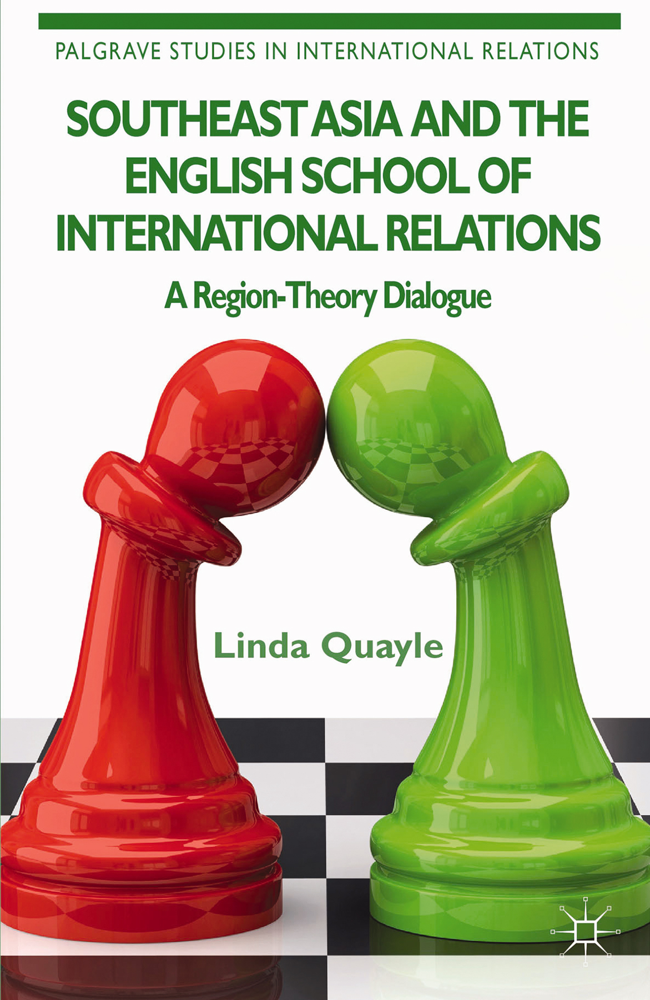 PALGRAVE STUDIES IN INTERNATIONAL RELATIONS
SOUTHEAST ASIA AND THE
ENGLISH SCHOOL OF
INTERNATIONAL RELATIONS
A Region-Theory Dialogue
Linda Quayle